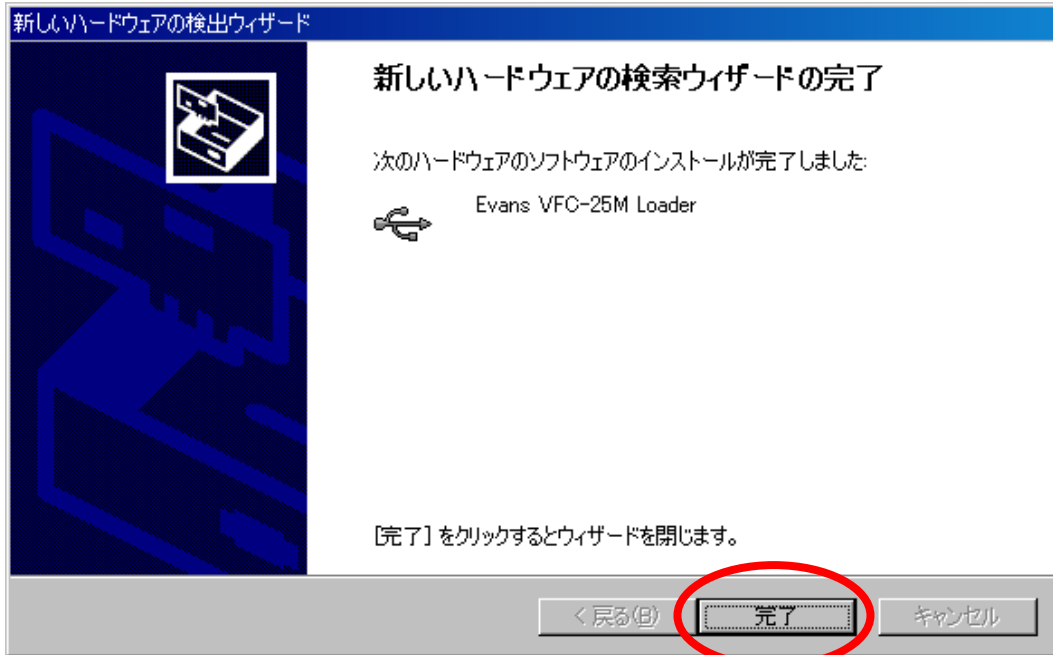 新しいハードウェアの検出ウィザード
新しいハードウェアの検索ウィザードの完了
次のハードウェアのソフトウェアのインストールが完了しました:
Evans VFC-25M Loader
[完了] をクリックするとウィザードを閉じます。
< 戻る(B)
完了
キャンセル